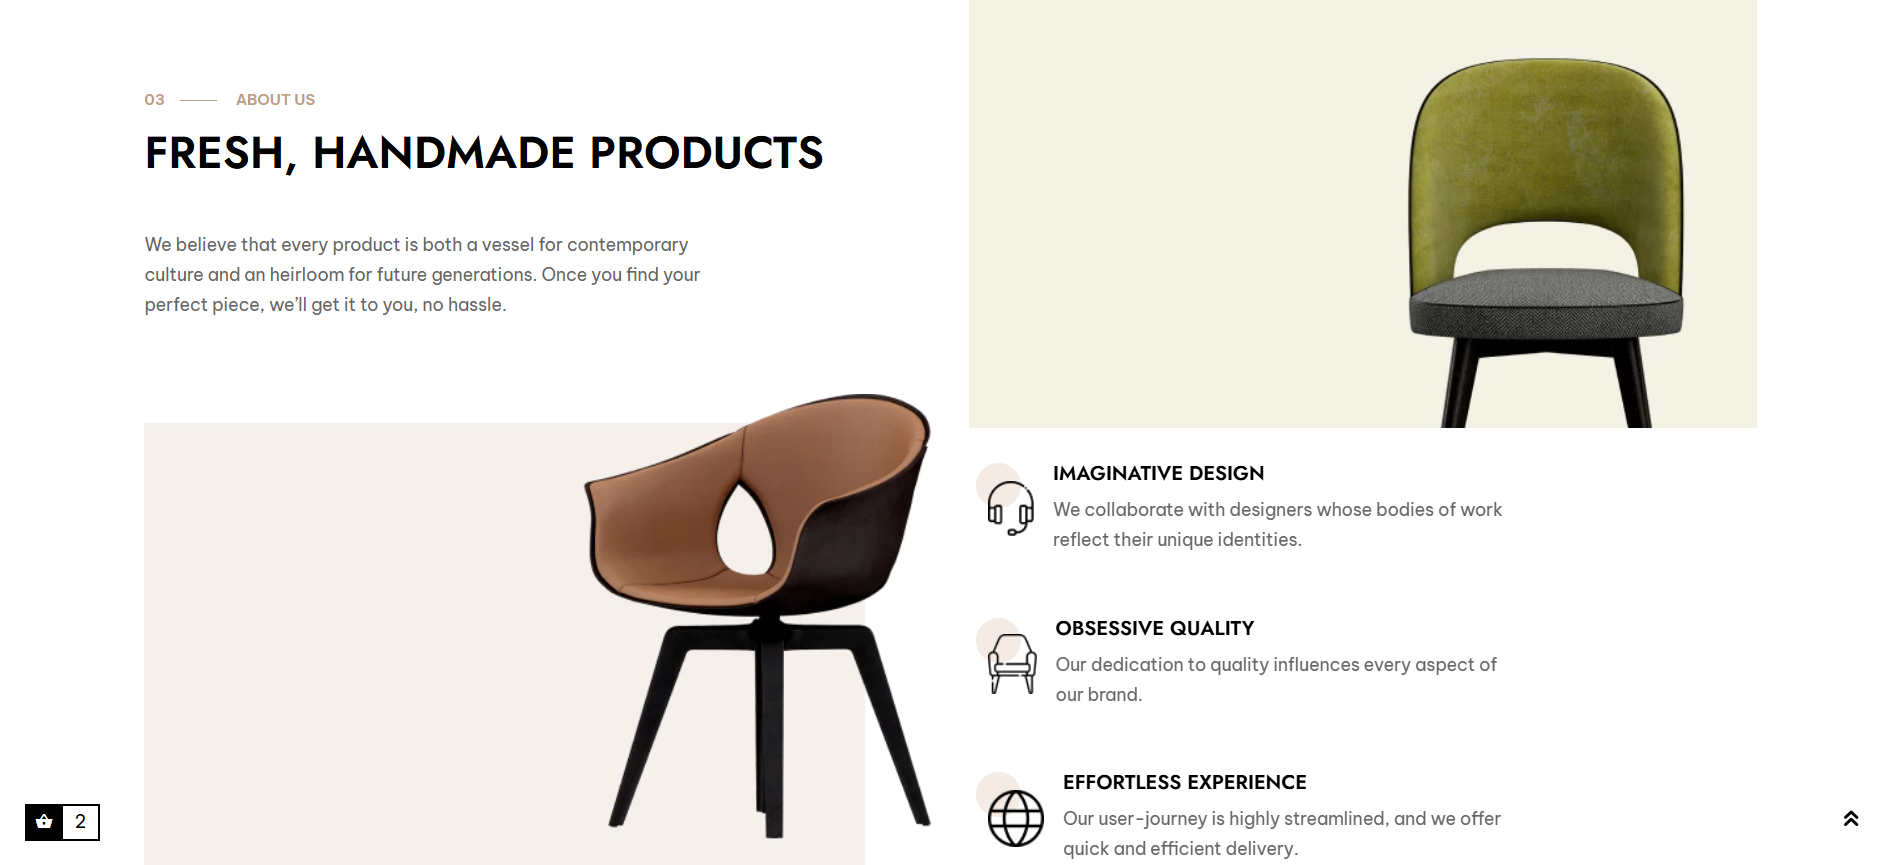 03 ABOUT US
FRESH, HANDMADE PRODUCTS
We believe that every product is both a vessel for contemporary
culture and an heirloom for future generations. Once you find your
perfect piece, we’ll get it to you, no hassle.
IMAGINATIVE DESIGN
We collaborate with designers whose bodies of work
reflect their unique identities.
OBSESSIVE QUALITY
Our dedication to quality influences every aspect of
our brand.
EFFORTLESS EXPERIENCE
Our user-journey is highly streamlined, and we offer
quick and efficient delivery.
2